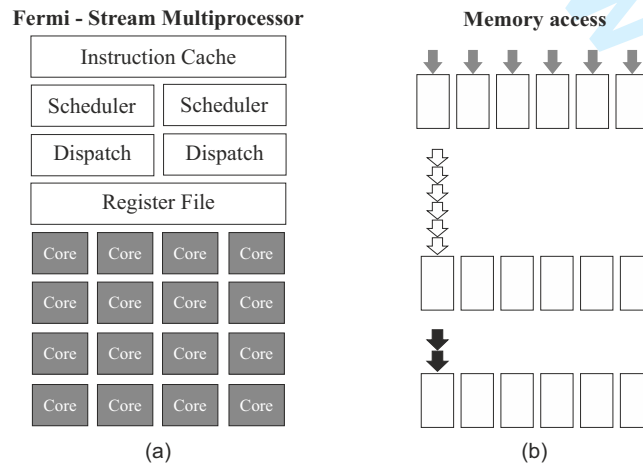 Fermi - Stream Multiprocessor
Instruction Cache
Scheduler Scheduler
Dispatch Dispatch
Register File
Core Core Core Core
Core Core Core Core
Core Core Core Core
Core Core Core Core
(a)
Memory access
(b)